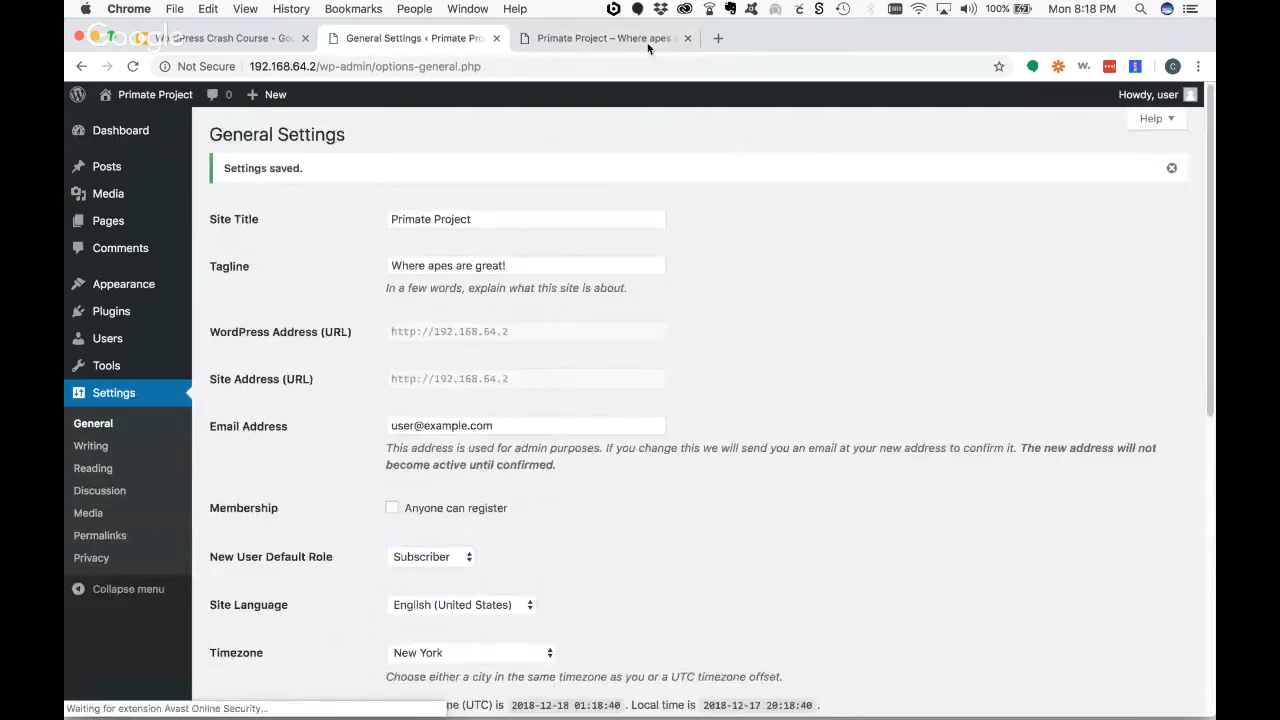 Chrome File Edit View History Bookmarks People Window Help 100% Mon 8:18 PM
Google
WordPress Crash Course - Goo
General Settings ‹ Primate Pro
Primate Project – Where apes
Not Secure 192.168.64.2/wp-admin/options-general.php
Primate Project 0 New Howdy, user
Help
Dashboard
Posts
Media
Pages
Comments
Appearance
Plugins
Users
Tools
Settings
General
Writing
Reading
Discussion
Media
Permalinks
Privacy
Collapse menu
General Settings
Settings saved.
Site Title Primate Project
Tagline Where apes are great!
In a few words, explain what this site is about.
WordPress Address (URL) http://192.168.64.2
Site Address (URL) http://192.168.64.2
Email Address user@example.com
This address is used for admin purposes. If you change this we will send you an email at your new address to confirm it. The new address will not
become active until confirmed.
Membership Anyone can register
New User Default Role Subscriber
Site Language English (United States)
Timezone New York
Choose either a city in the same timezone as you or a UTC timezone offset.
me (UTC) is 2018-12-18 01:18:40 . Local time is 2018-12-17 20:18:40 .
Waiting for extension Avast Online Security...